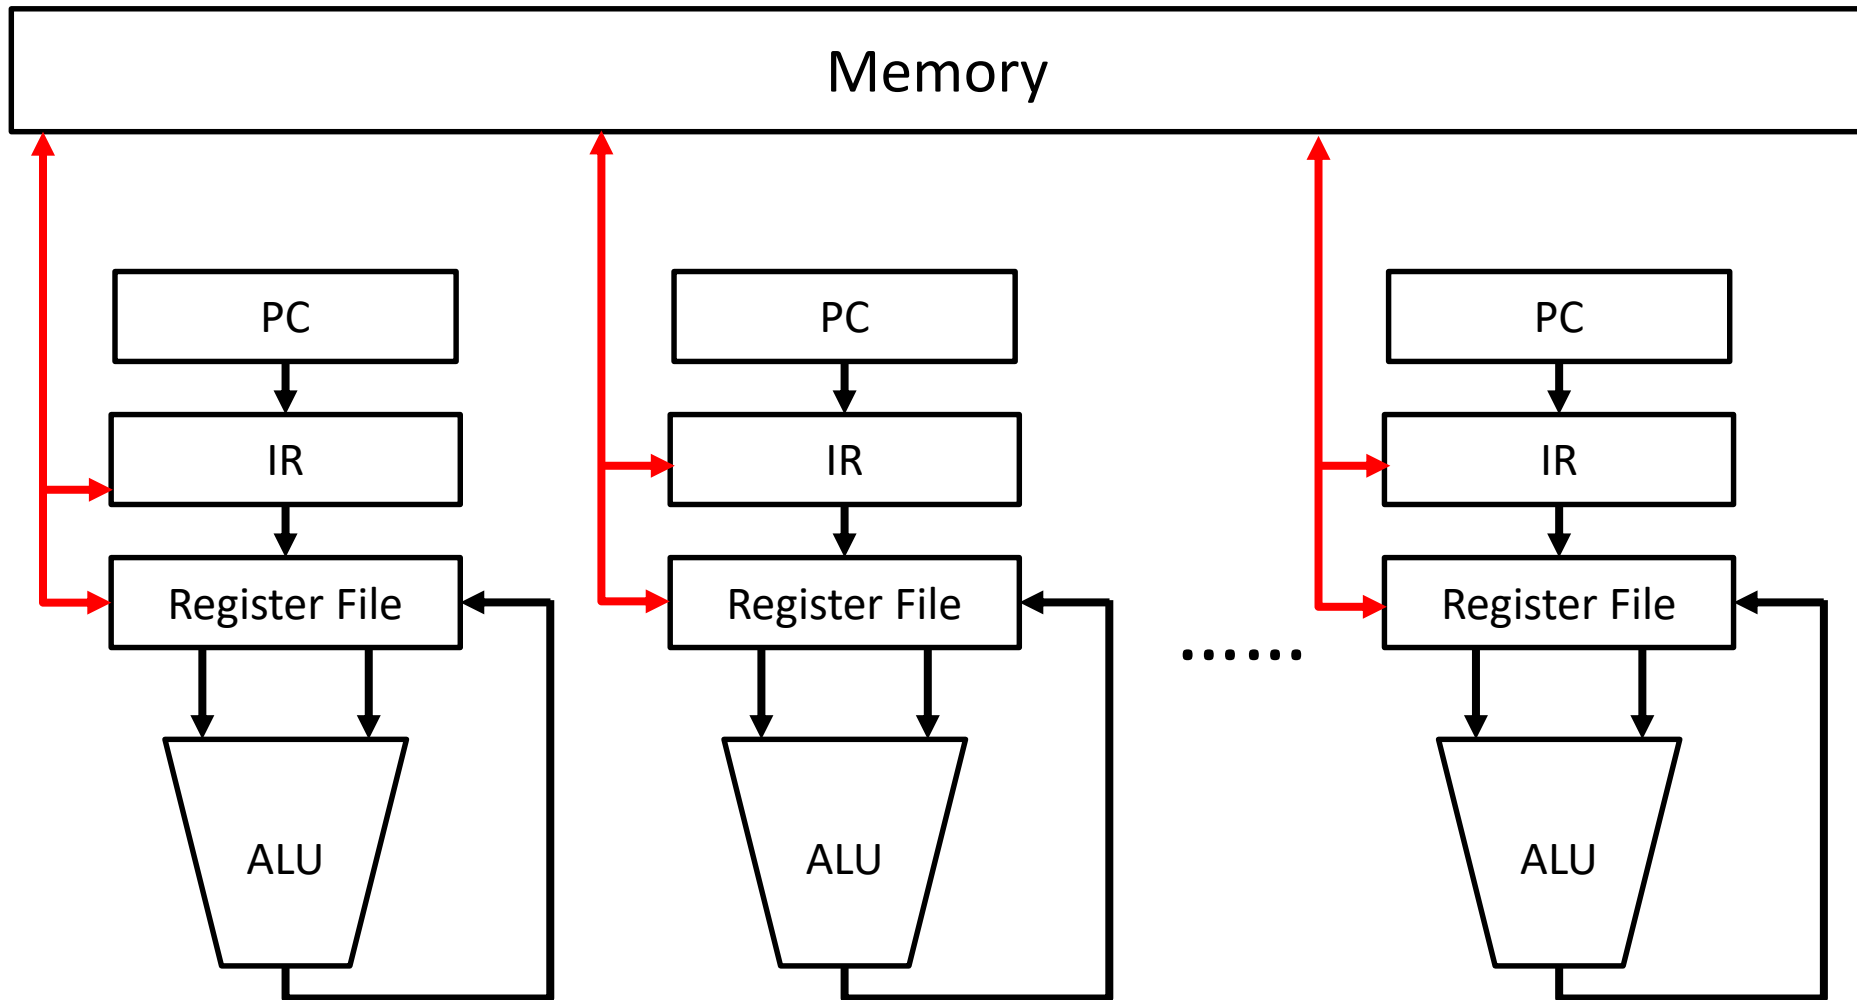 Memory
PC
PC
PC
IR
IR
IR
Register File
Register File
Register File
......
ALU
ALU
ALU